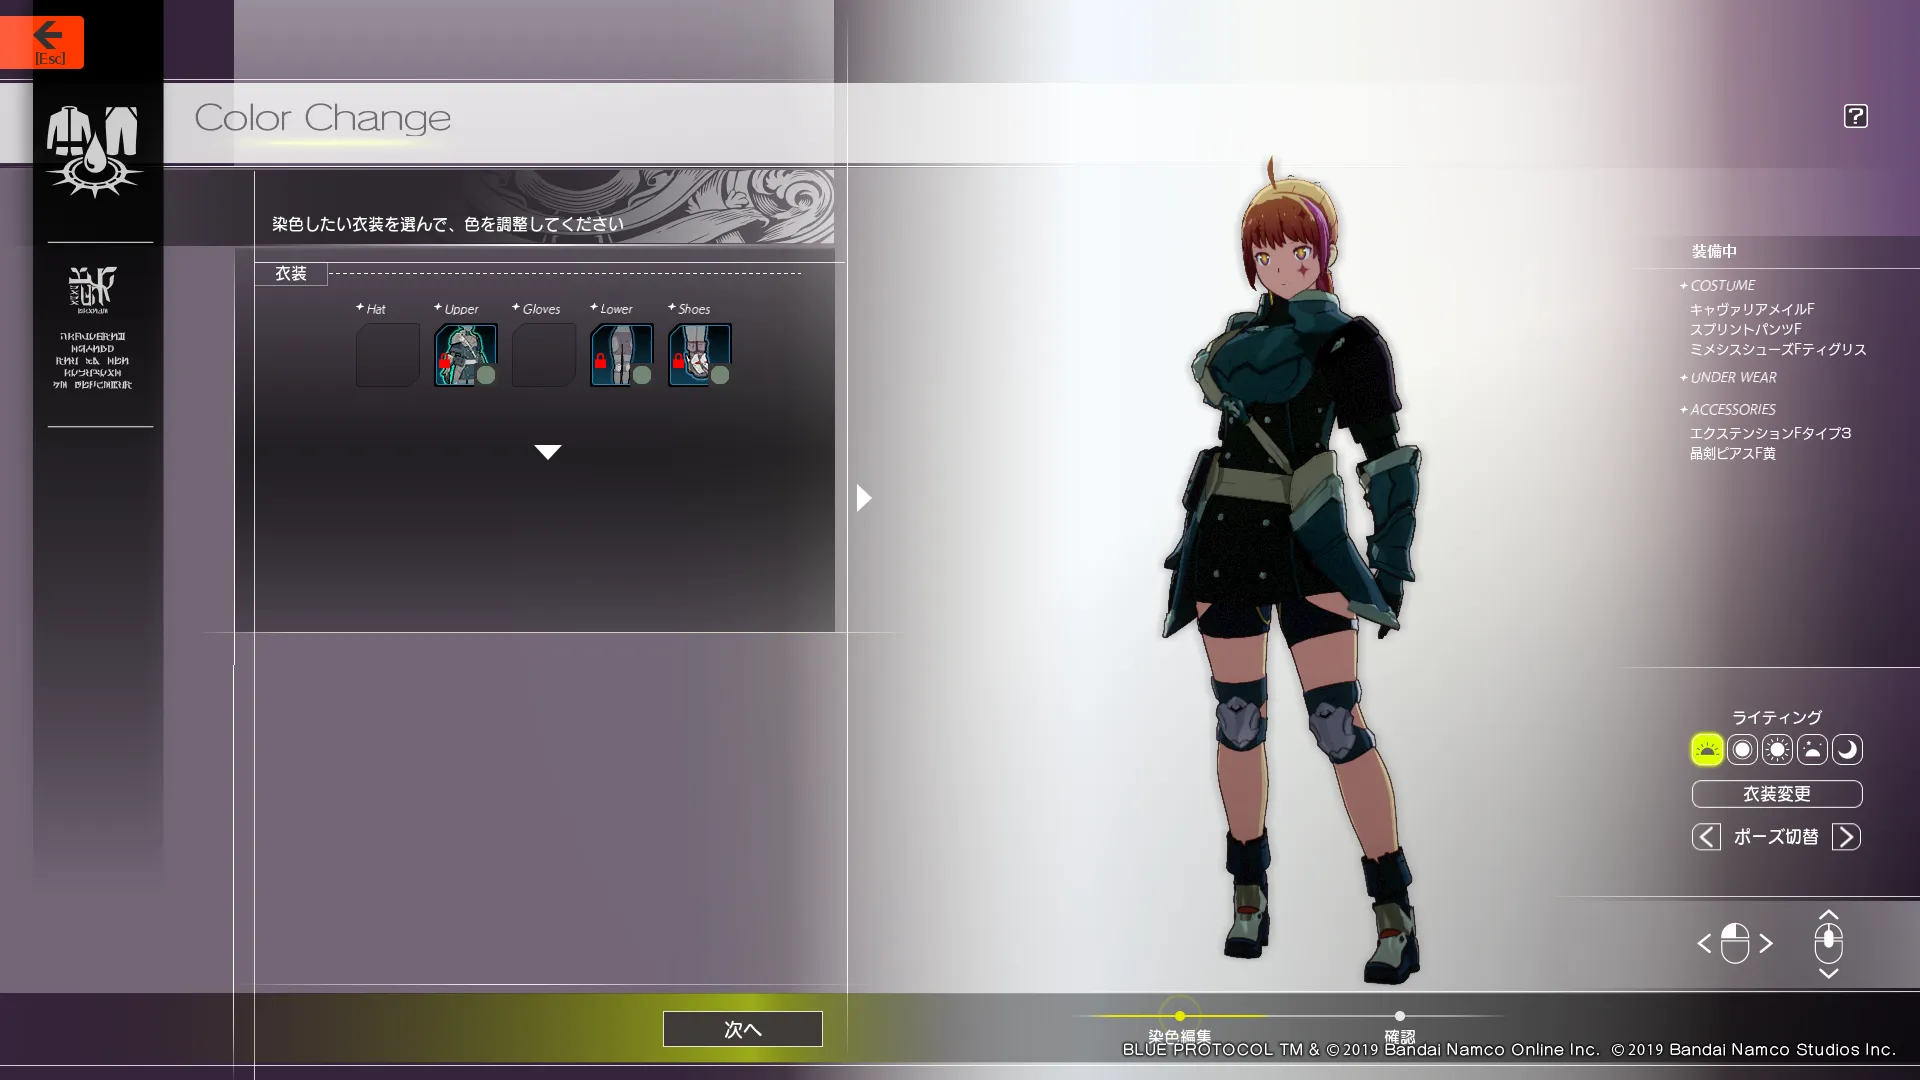 [Esc]
Color Change
?
染色したい衣装を選んで、色を調整してください
衣装
Hat
Upper
Gloves
Lower
Shoes
装備中
COSTUME
キャヴァリアメイルF
スプリントパンツF
ミメシスシューズFティグリス
UNDER WEAR
ACCESSORIES
エクステンションFタイプ3
晶剣ピアスF黄
ライティング
衣装変更
ポーズ切替
次へ
染色編集
確認
BLUE PROTOCOL TM & ©2019 Bandai Namco Online Inc. ©2019 Bandai Namco Studios Inc.